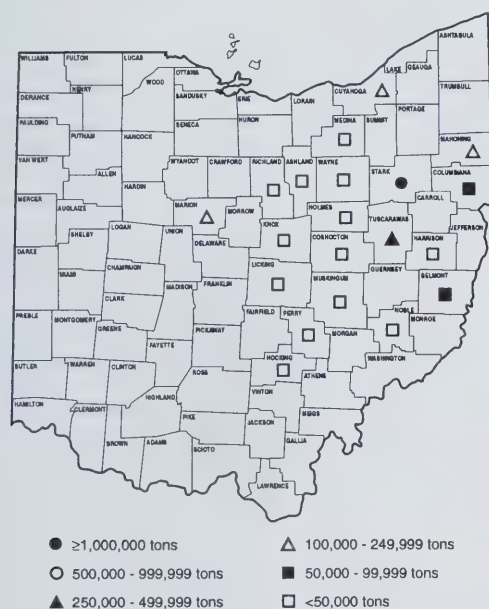 ASHTABULA
WILLIAMS FULTON LUCAS
LAKE GEAUGA
OTTAWA
CUYAHOGA
WOOD
TRUMBULL
DEFIANCE HENRY SANDUSKY ERIE LORAIN
PORTAGE
SENECA HURON MEDINA SUMMIT
PAULDING
MAHONING
PUTNAM HANCOCK
VAN WERT WYANDOT CRAWFORD RICHLAND ASHLAND WAYNE STARK COLUMBIANA
ALLEN
HARDIN
CARROLL
MERCER MARION HOLMES
AUGLAIZE MORROW TUSCARAWAS JEFFERSON
LOGAN UNION KNOX
SHELBY DELAWARE COSHOCTON HARRISON
DARKE
CHAMPAIGN LICKING GUERNSEY
MIAMI MADISON FRANKLIN MUSKINGUM BELMONT
CLARK
PREBLE FAIRFIELD PERRY NOBLE
MONTGOMERY MONROE
GREENE PICKAWAY MORGAN
FAYETTE WASHINGTON
HOCKING
BUTLER WARREN CLINTON ROSS ATHENS
VINTON
HAMILTON HIGHLAND
CLERMONT MEIGS
PIKE JACKSON
BROWN ADAMS SCIOTO GALLIA
LAWRENCE
≥1,000,000 tons
500,000 - 999,999 tons
250,000 - 499,999 tons
100,000 - 249,999 tons
50,000 - 99,999 tons
<50,000 tons